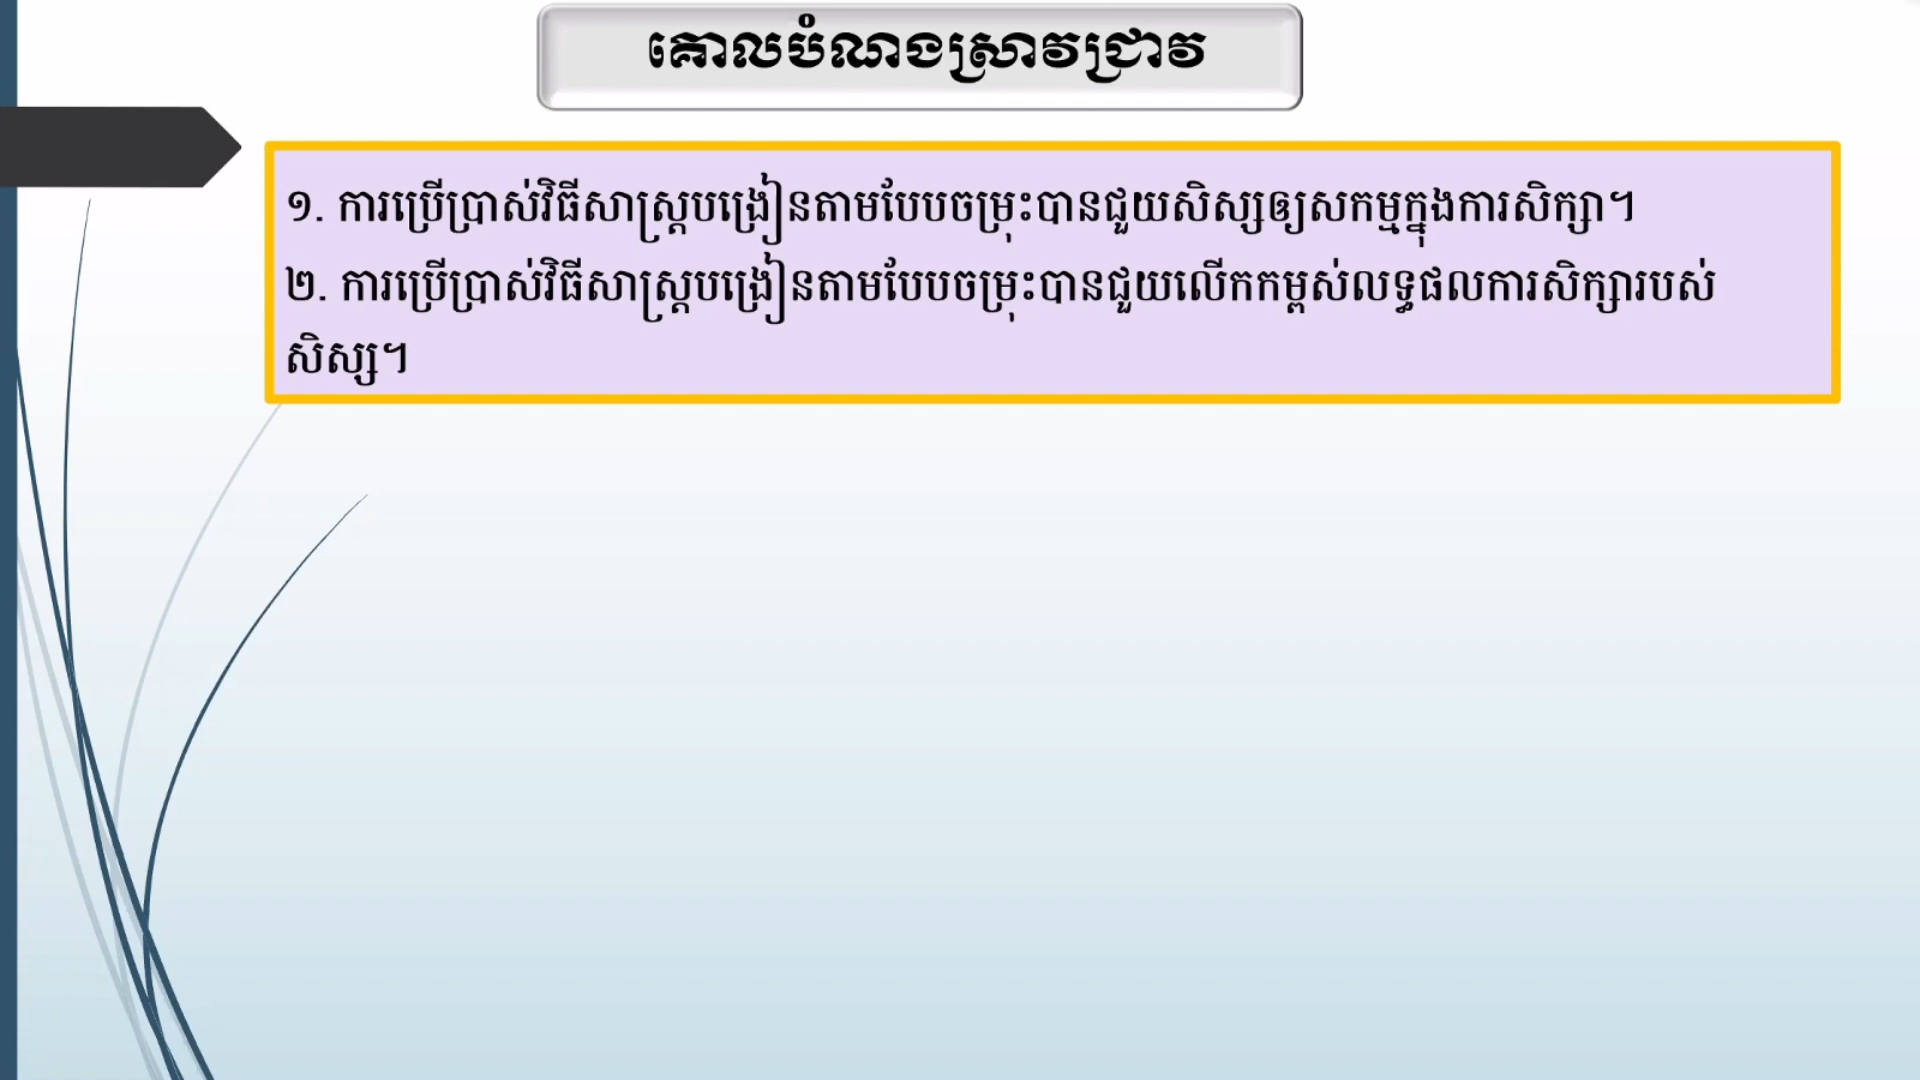 គោលបំណងស្រាវជ្រាវ
១. ការប្រើប្រាស់វិធីសាស្ត្របង្រៀនតាមបែបចម្រុះបានជួយសិស្សឲ្យសកម្មក្នុងការសិក្សា។
២. ការប្រើប្រាស់វិធីសាស្ត្របង្រៀនតាមបែបចម្រុះបានជួយលើកកម្ពស់លទ្ធផលការសិក្សារបស់
សិស្ស។